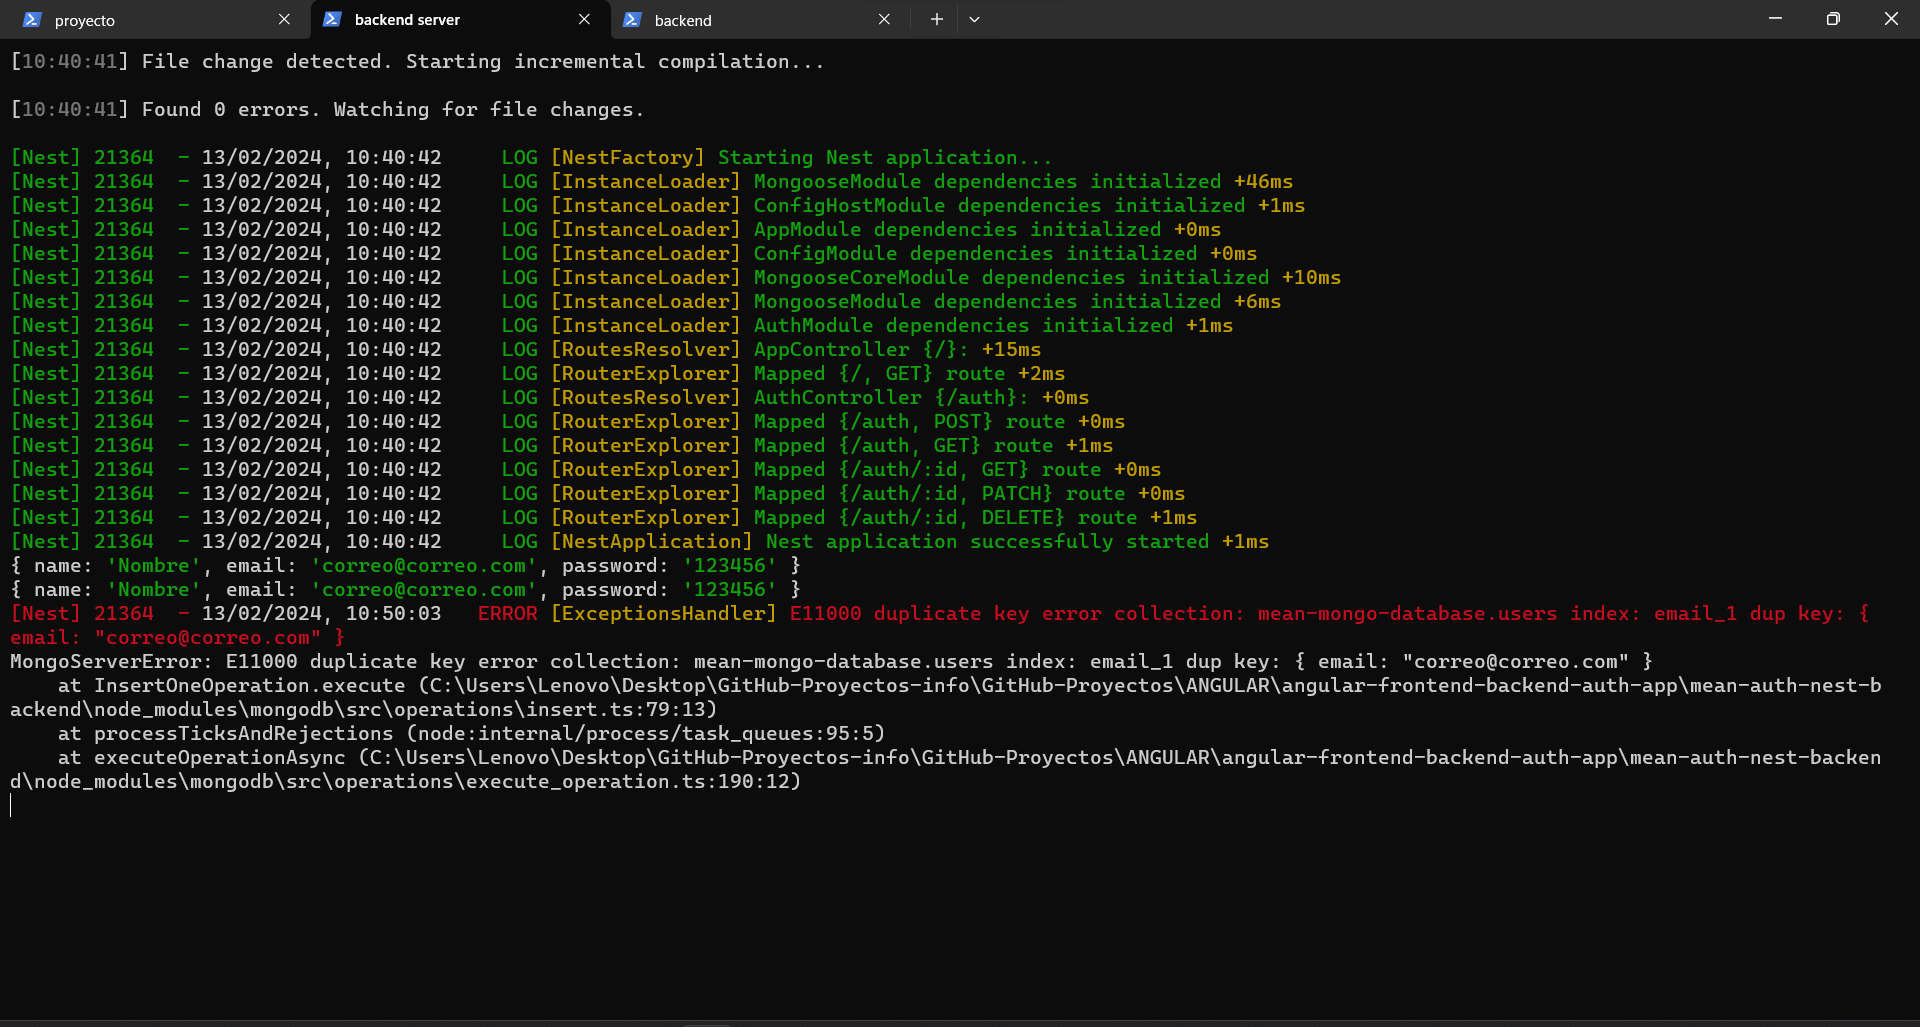 proyecto
backend server
backend
[10:40:41] File change detected. Starting incremental compilation...
[10:40:41] Found 0 errors. Watching for file changes.
[Nest] 21364  - 13/02/2024, 10:40:42     LOG [NestFactory] Starting Nest application...
[Nest] 21364  - 13/02/2024, 10:40:42     LOG [InstanceLoader] MongooseModule dependencies initialized +46ms
[Nest] 21364  - 13/02/2024, 10:40:42     LOG [InstanceLoader] ConfigHostModule dependencies initialized +1ms
[Nest] 21364  - 13/02/2024, 10:40:42     LOG [InstanceLoader] AppModule dependencies initialized +0ms
[Nest] 21364  - 13/02/2024, 10:40:42     LOG [InstanceLoader] ConfigModule dependencies initialized +0ms
[Nest] 21364  - 13/02/2024, 10:40:42     LOG [InstanceLoader] MongooseCoreModule dependencies initialized +10ms
[Nest] 21364  - 13/02/2024, 10:40:42     LOG [InstanceLoader] MongooseModule dependencies initialized +6ms
[Nest] 21364  - 13/02/2024, 10:40:42     LOG [InstanceLoader] AuthModule dependencies initialized +1ms
[Nest] 21364  - 13/02/2024, 10:40:42     LOG [RoutesResolver] AppController {/}: +15ms
[Nest] 21364  - 13/02/2024, 10:40:42     LOG [RouterExplorer] Mapped {/, GET} route +2ms
[Nest] 21364  - 13/02/2024, 10:40:42     LOG [RoutesResolver] AuthController {/auth}: +0ms
[Nest] 21364  - 13/02/2024, 10:40:42     LOG [RouterExplorer] Mapped {/auth, POST} route +0ms
[Nest] 21364  - 13/02/2024, 10:40:42     LOG [RouterExplorer] Mapped {/auth, GET} route +1ms
[Nest] 21364  - 13/02/2024, 10:40:42     LOG [RouterExplorer] Mapped {/auth/:id, GET} route +0ms
[Nest] 21364  - 13/02/2024, 10:40:42     LOG [RouterExplorer] Mapped {/auth/:id, PATCH} route +0ms
[Nest] 21364  - 13/02/2024, 10:40:42     LOG [RouterExplorer] Mapped {/auth/:id, DELETE} route +1ms
[Nest] 21364  - 13/02/2024, 10:40:42     LOG [NestApplication] Nest application successfully started +1ms
{ name: 'Nombre', email: 'correo@correo.com', password: '123456' }
{ name: 'Nombre', email: 'correo@correo.com', password: '123456' }
[Nest] 21364  - 13/02/2024, 10:50:03   ERROR [ExceptionsHandler] E11000 duplicate key error collection: mean-mongo-database.users index: email_1 dup key: {
email: "correo@correo.com" }
MongoServerError: E11000 duplicate key error collection: mean-mongo-database.users index: email_1 dup key: { email: "correo@correo.com" }
    at InsertOneOperation.execute (C:\Users\Lenovo\Desktop\GitHub-Proyectos-info\GitHub-Proyectos\ANGULAR\angular-frontend-backend-auth-app\mean-auth-nest-b
ackend\node_modules\mongodb\src\operations\insert.ts:79:13)
    at processTicksAndRejections (node:internal/process/task_queues:95:5)
    at executeOperationAsync (C:\Users\Lenovo\Desktop\GitHub-Proyectos-info\GitHub-Proyectos\ANGULAR\angular-frontend-backend-auth-app\mean-auth-nest-backen
d\node_modules\mongodb\src\operations\execute_operation.ts:190:12)